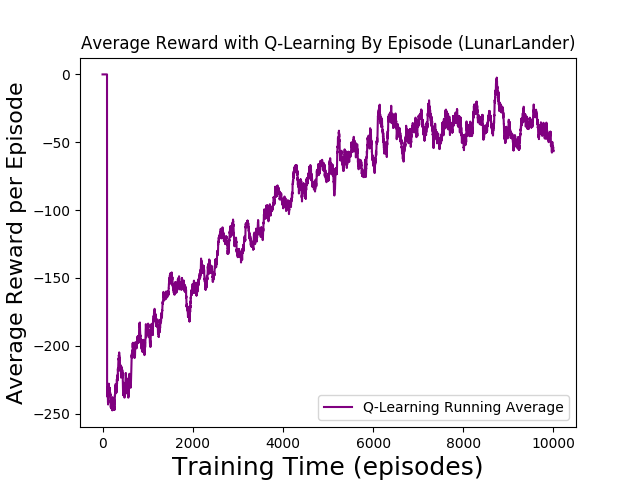 Average Reward with Q-Learning By Episode (LunarLander)
Average Reward per Episode
0
−50
−100
−150
−200
−250
Q-Learning Running Average
0 2000 4000 6000 8000 10000
Training Time (episodes)